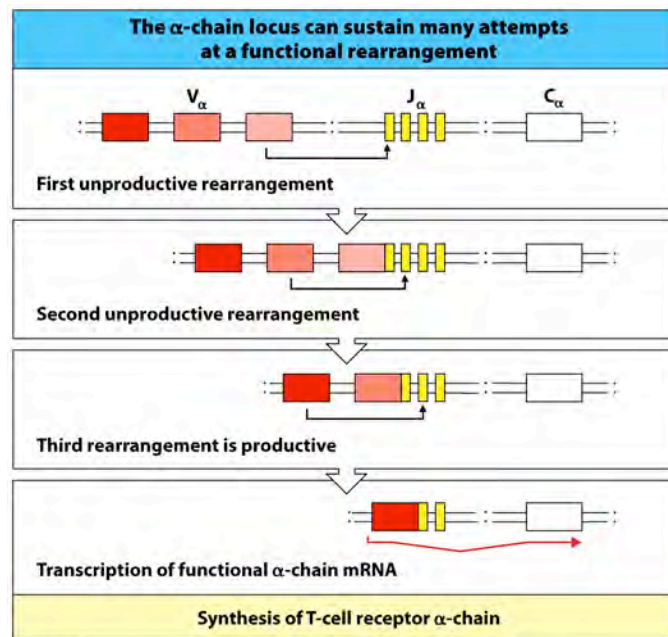 The α-chain locus can sustain many attempts
at a functional rearrangement
Vα Jα Cα
First unproductive rearrangement
Second unproductive rearrangement
Third rearrangement is productive
Transcription of functional α-chain mRNA
Synthesis of T-cell receptor α-chain